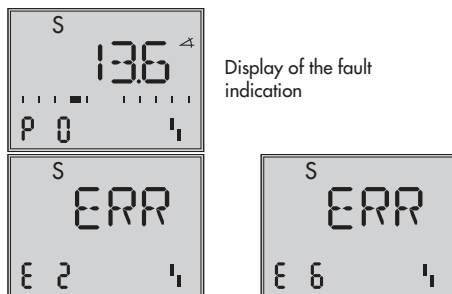 S
13.6
Display of the fault
indication
P 0
S
ERR
E 2
S
ERR
E 6